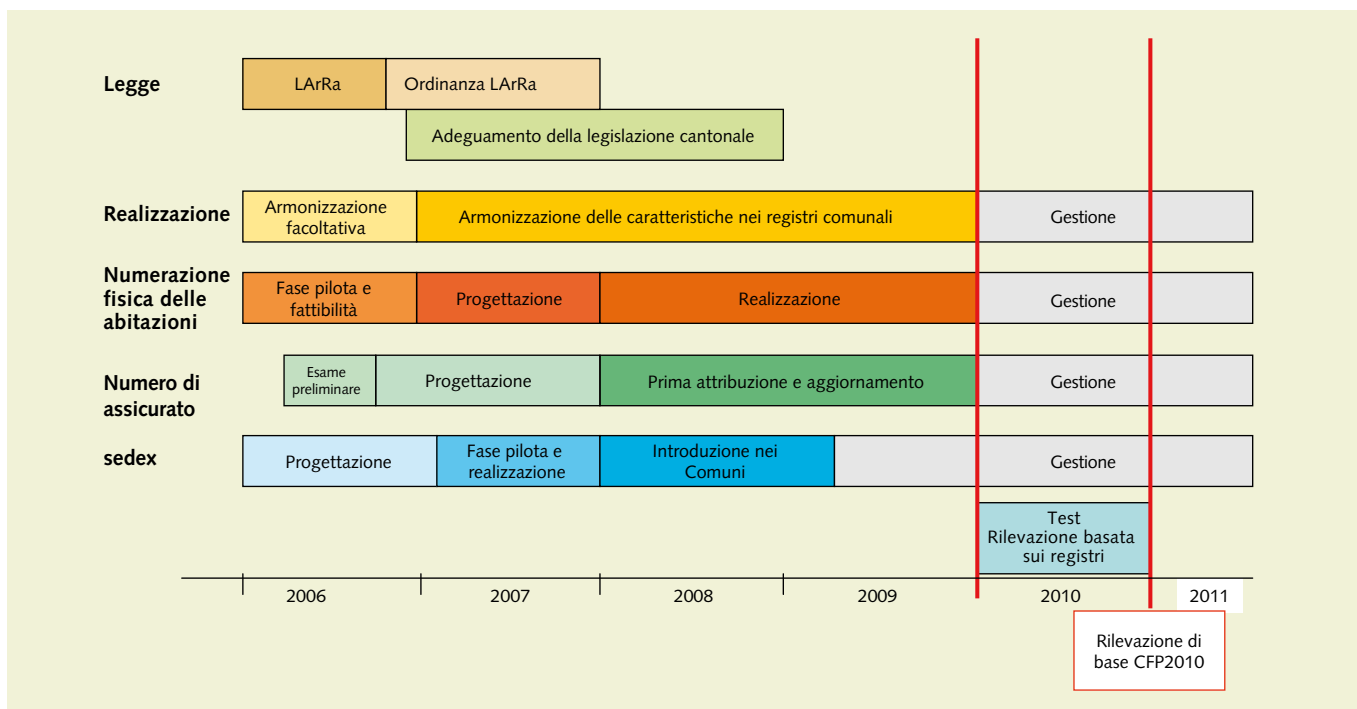 Legge
LArRa
Ordinanza LArRa
Adeguamento della legislazione cantonale
Realizzazione
Armonizzazione
facoltativa
Armonizzazione delle caratteristiche nei registri comunali
Gestione
Numerazione
fisica delle
abitazioni
Fase pilota e
fattibilità
Progettazione
Realizzazione
Gestione
Numero di
assicurato
Esame
preliminare
Progettazione
Prima attribuzione e aggiornamento
Gestione
sedex
Progettazione
Fase pilota e
realizzazione
Introduzione nei
Comuni
Gestione
Test
Rilevazione basata
sui registri
2006
2007
2008
2009
2010
2011
Rilevazione di
base CFP2010